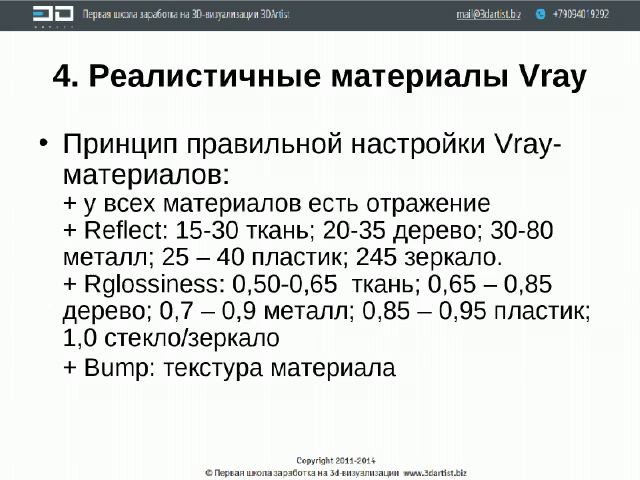 3D Первая школа заработка на 3D-визуализации 3DArtist mail@3dartist.biz +79094019292
4. Реалистичные материалы Vray
• Принцип правильной настройки Vray-
материалов:
+ у всех материалов есть отражение
+ Reflect: 15-30 ткань; 20-35 дерево; 30-80
металл; 25 – 40 пластик; 245 зеркало.
+ Rglossiness: 0,50-0,65 ткань; 0,65 – 0,85
дерево; 0,7 – 0,9 металл; 0,85 – 0,95 пластик;
1,0 стекло/зеркало
+ Bump: текстура материала
Copyright 2011-2014
© Первая школа заработка на 3d-визуализации www.3dartist.biz